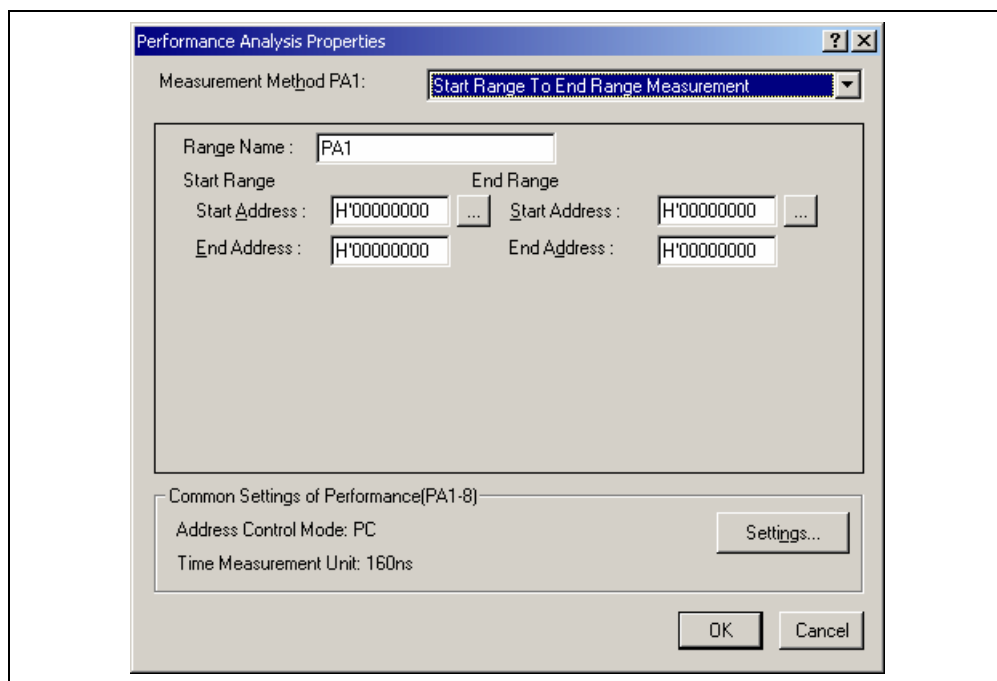 Performance Analysis Properties
Measurement Method PA1: Start Range To End Range Measurement
Range Name : PA1
Start Range End Range
Start Address : H'00000000 ... Start Address : H'00000000 ...
End Address : H'00000000 End Address : H'00000000
Common Settings of Performance(PA1-8)
Address Control Mode: PC
Settings...
Time Measurement Unit: 160ns
OK Cancel